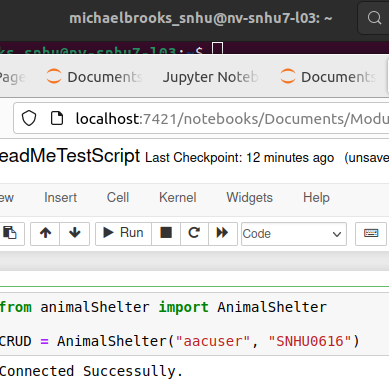 michaelbrooks_snhu@nv-snhu7-l03: ~
ks_snhu@nv-snhu7-l03:~$
Page Documents Jupyter Noteb Documents
localhost:7421/notebooks/Documents/Modu
eadMeTestScript Last Checkpoint: 12 minutes ago (unsave
ew Insert Cell Kernel Widgets Help
Run Code
from animalShelter import AnimalShelter
CRUD = AnimalShelter("aacuser", "SNHU0616")
Connected Successully.